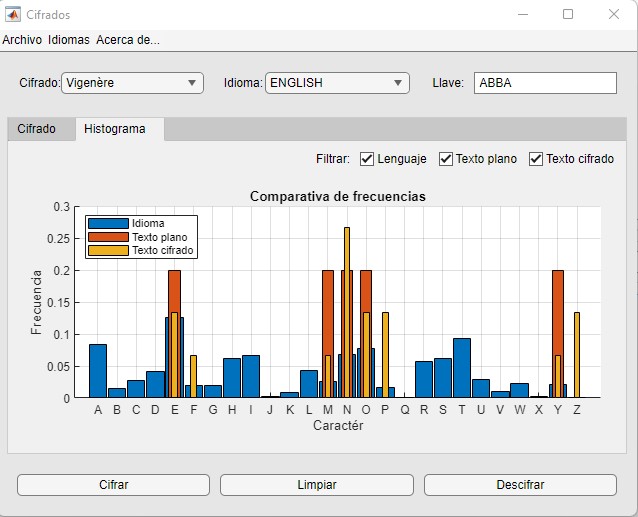 Cifrados
Archivo Idiomas Acerca de...
Cifrado: Vigenère Idioma: ENGLISH Llave: ABBA
Cifrado Histograma
Filtrar: Lenguaje Texto plano Texto cifrado
Comparativa de frecuencias
Idioma
Texto plano
Texto cifrado
0.3
0.25
0.2
0.15
0.1
0.05
0
Frecuencia
A B C D E F G H I J K L M N O P Q R S T U V W X Y Z
Caractér
Cifrar Limpiar Descifrar